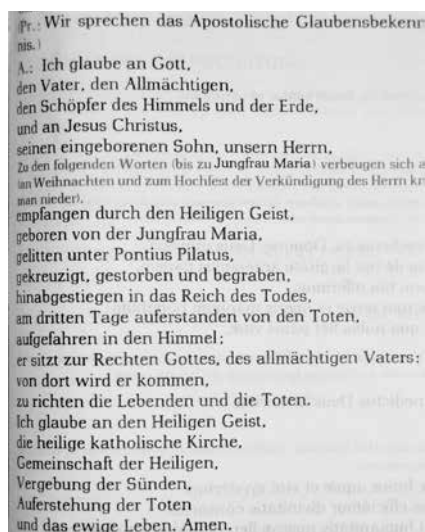 Pr.: Wir sprechen das Apostolische Glaubensbekennt
nis.)
A.: Ich glaube an Gott,
den Vater, den Allmächtigen,
den Schöpfer des Himmels und der Erde,
und an Jesus Christus,
seinen eingeborenen Sohn, unsern Herrn,
Zu den folgenden Worten (bis zu Jungfrau Maria) verbeugen sich a
(an Weihnachten und zum Hochfest der Verkündigung des Herrn kn
man nieder).
empfangen durch den Heiligen Geist,
geboren von der Jungfrau Maria,
gelitten unter Pontius Pilatus,
gekreuzigt, gestorben und begraben,
hinabgestiegen in das Reich des Todes,
am dritten Tage auferstanden von den Toten,
aufgefahren in den Himmel;
er sitzt zur Rechten Gottes, des allmächtigen Vaters:
von dort wird er kommen,
zu richten die Lebenden und die Toten.
Ich glaube an den Heiligen Geist,
die heilige katholische Kirche,
Gemeinschaft der Heiligen,
Vergebung der Sünden,
Auferstehung der Toten
und das ewige Leben. Amen.